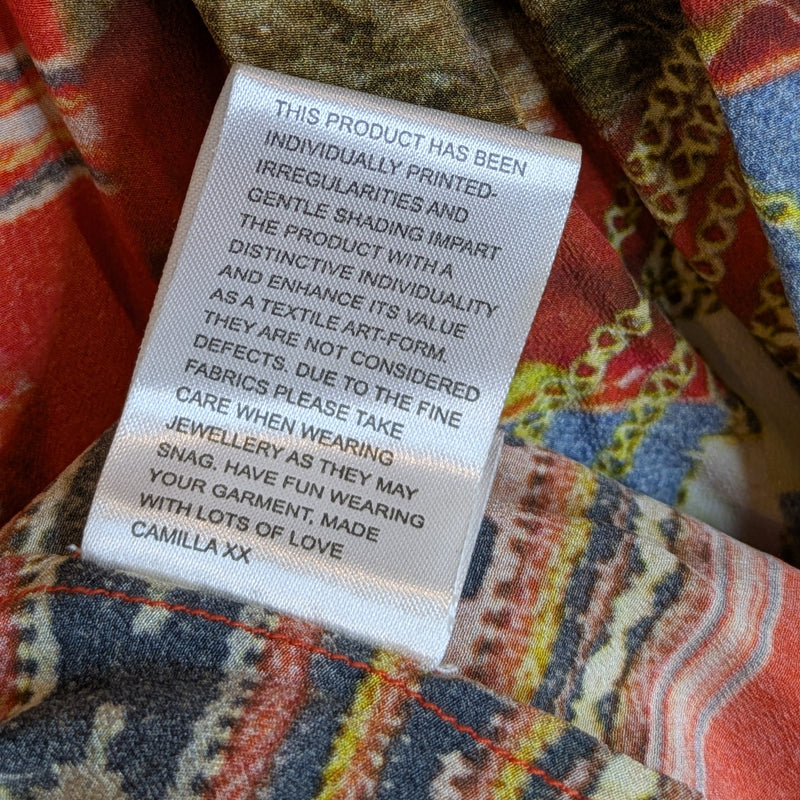 THIS PRODUCT HAS BEEN
INDIVIDUALLY PRINTED-
IRREGULARITIES AND
GENTLE SHADING IMPART
THE PRODUCT WITH A
DISTINCTIVE INDIVIDUALITY
AND ENHANCE ITS VALUE
AS A TEXTILE ART-FORM.
THEY ARE NOT CONSIDERED
DEFECTS. DUE TO THE FINE
FABRICS PLEASE TAKE
CARE WHEN WEARING
JEWELLERY AS THEY MAY
SNAG. HAVE FUN WEARING
YOUR GARMENT, MADE
WITH LOTS OF LOVE
CAMILLA XX